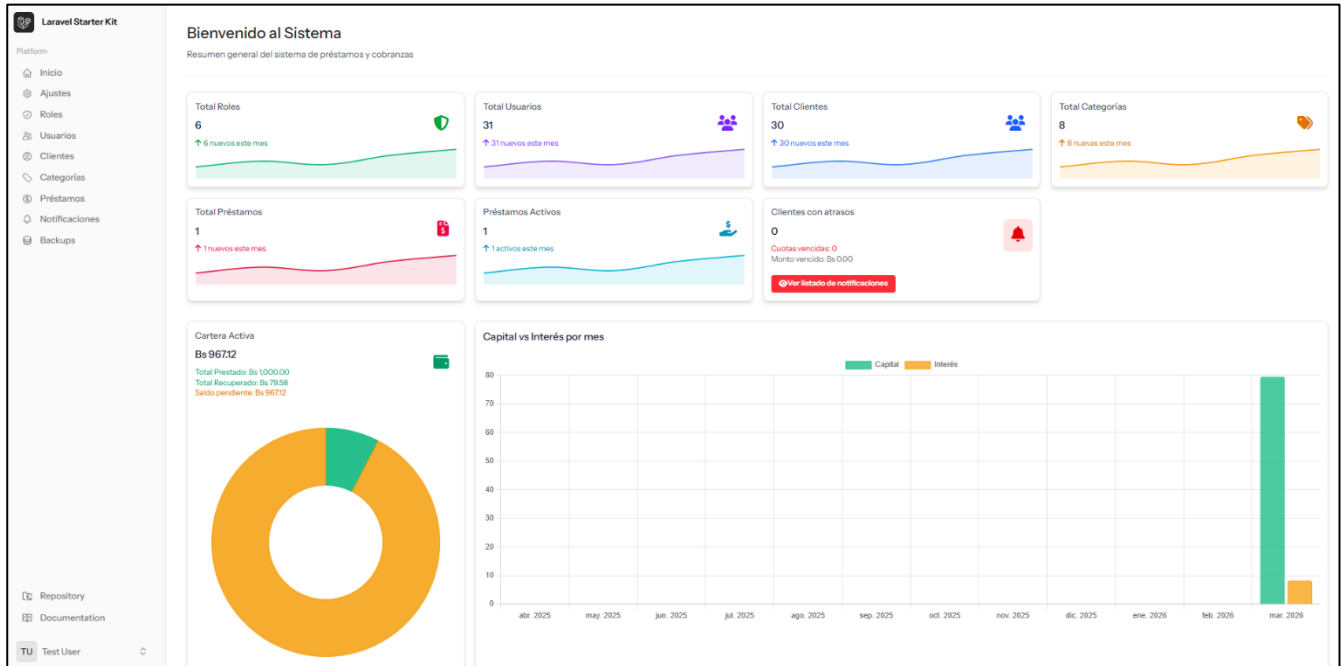 Laravel Starter Kit
Platform
Inicio
Ajustes
Roles
Usuarios
Clientes
Categorías
Préstamos
Notificaciones
Backups
Repository
Documentation
TU Test User
Bienvenido al Sistema
Resumen general del sistema de préstamos y cobranzas
Total Roles
6
↑ 6 nuevos este mes
Total Usuarios
31
↑ 31 nuevos este mes
Total Clientes
30
↑ 30 nuevos este mes
Total Categorías
8
↑ 8 nuevas este mes
Total Préstamos
1
↑ 1 nuevos este mes
Préstamos Activos
1
↑ 1 activos este mes
Clientes con atrasos
0
Cuotas vencidas: 0
Monto vencido: Bs 0.00
Ver listado de notificaciones
Cartera Activa
Bs 967.12
Total Prestado: Bs 1,000.00
Total Recuperado: Bs 79.58
Saldo pendiente: Bs 967.12
Capital vs Interés por mes
Capital Interés
80
70
60
50
40
30
20
10
0
abr. 2025 may. 2025 jun. 2025 jul. 2025 ago. 2025 sep. 2025 oct. 2025 nov. 2025 dic. 2025 ene. 2026 feb. 2026 mar. 2026